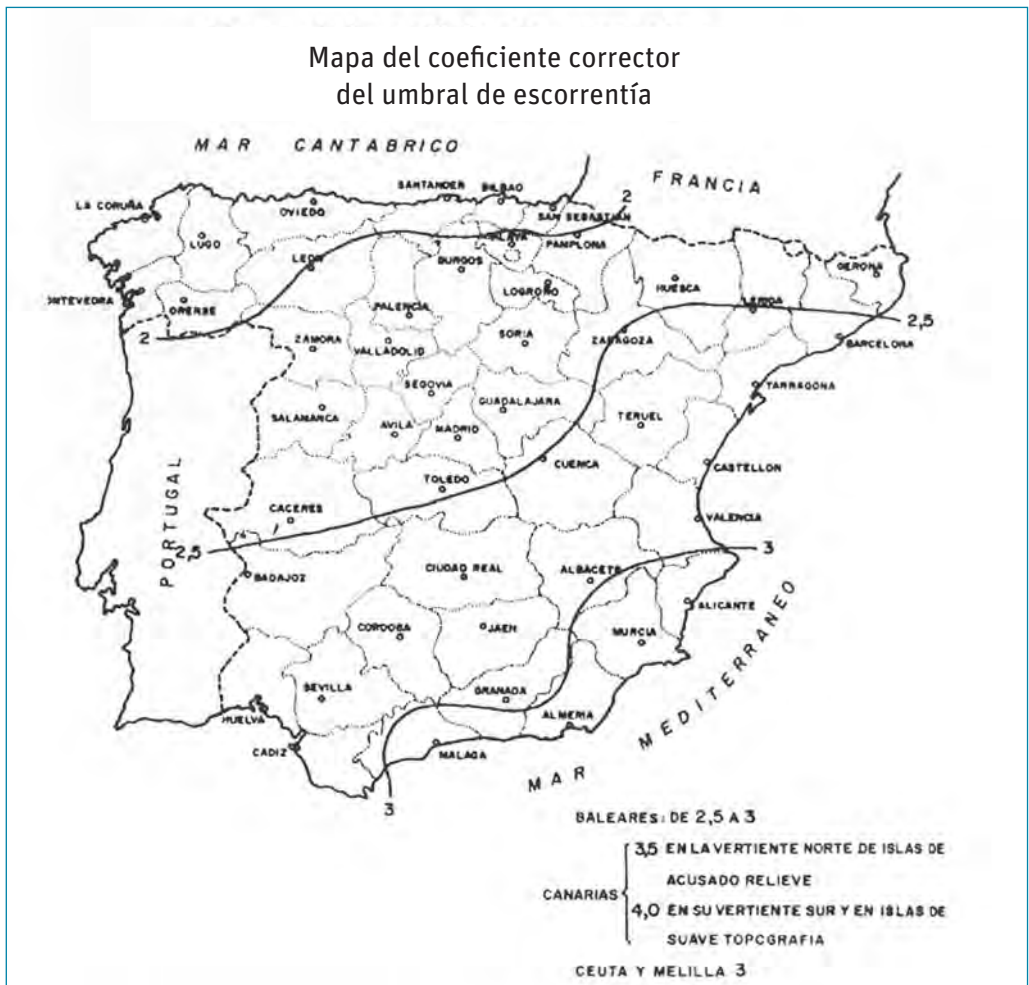 Mapa del coeficiente corrector
del umbral de escorrentía
MAR CANTABRICO
FRANCIA
LA CORUÑA
OVIEDO
SANTANDER
BILBAO
SAN SEBASTIAN
2
LUGO
LEON
BURGOS
ALAVA
PAMPLONA
GERONA
ONTEVEDRA
ORENSE
PALENCIA
LOGROÑO
HUESCA
LERIDA
2
ZAMORA
VALLADOLID
SORIA
ZARAGOZA
2,5
BARCELONA
SEGOVIA
TARRAGONA
SALAMANCA
AVILA
MADRID
GUADALAJARA
TERUEL
TOLEDO
CUENCA
CASTELLON
PORTUGAL
CACERES
VALENCIA
2,5
BADAJOZ
CIUDAD REAL
ALBACETE
3
ALICANTE
CORDOBA
JAEN
MURCIA
SEVILLA
GRANADA
HUELVA
ALMERIA
CADIZ
MALAGA
MAR MEDITERRANEO
3
BALEARES: DE 2,5 A 3
CANARIAS
3,5 EN LA VERTIENTE NORTE DE ISLAS DE
ACUSADO RELIEVE
4,0 EN SU VERTIENTE SUR Y EN ISLAS DE
SUAVE TOPOGRAFIA
CEUTA Y MELILLA 3